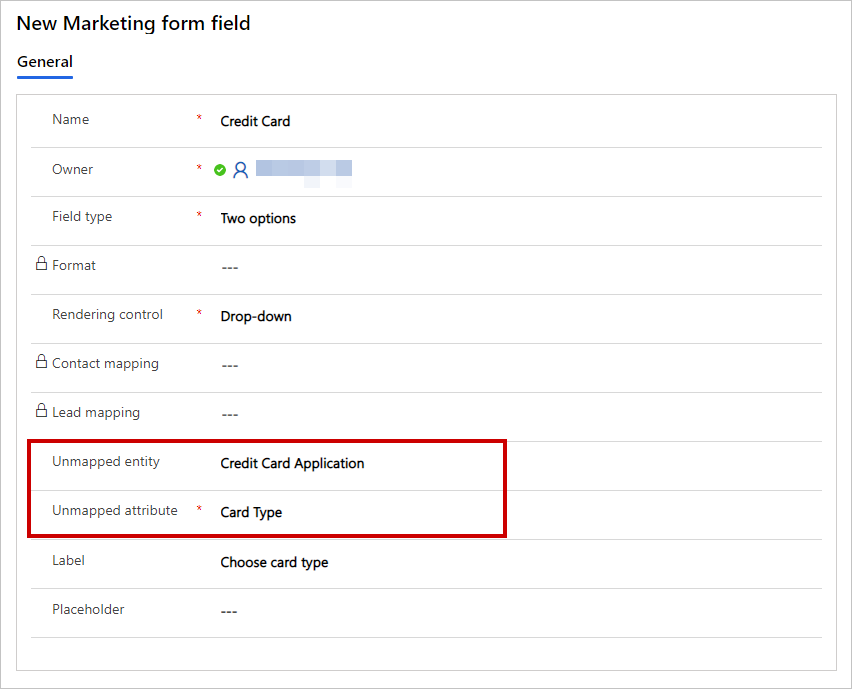 New Marketing form field
General
Name * Credit Card
Owner *
Field type * Two options
Format ---
Rendering control * Drop-down
Contact mapping ---
Lead mapping ---
Unmapped entity Credit Card Application
Unmapped attribute * Card Type
Label Choose card type
Placeholder ---